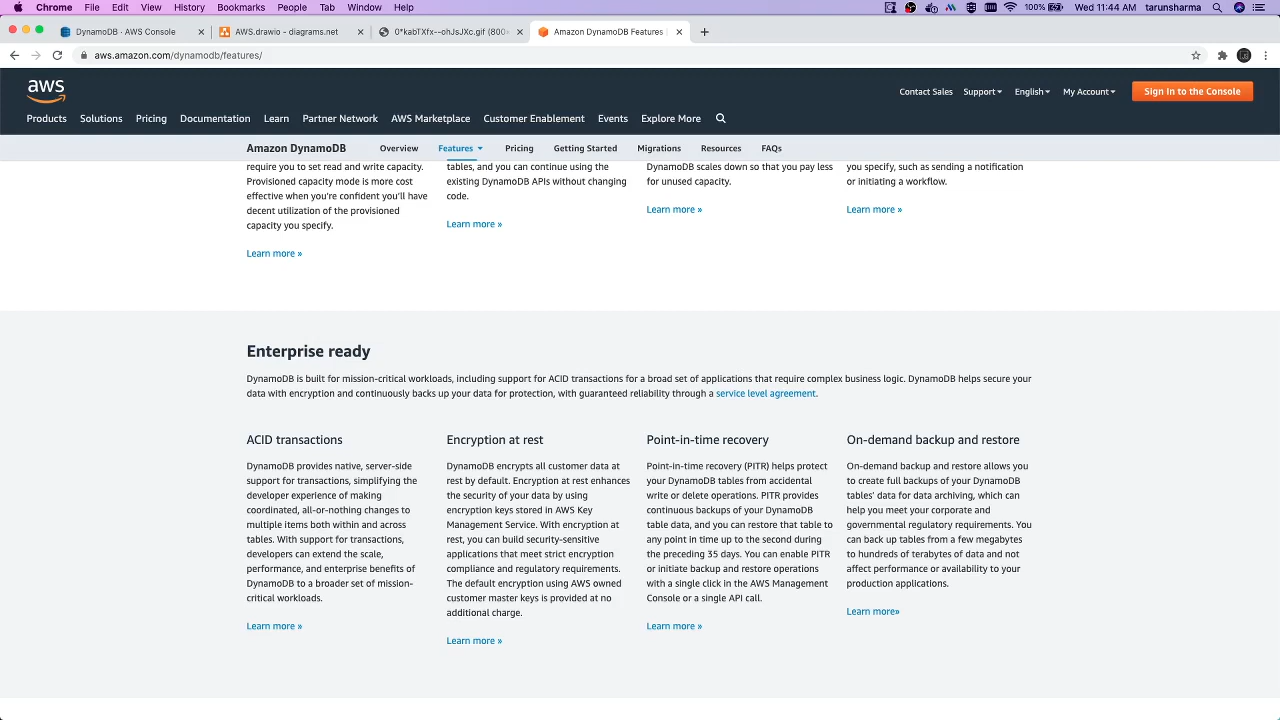 Chrome File Edit View History Bookmarks People Tab Window Help 100% Wed 11:44 AM tarunsharma
DynamoDB · AWS Console AWS.drawio - diagrams.net 0*kabTXfx--ohJsJXc.gif (800× Amazon DynamoDB Features |
aws.amazon.com/dynamodb/features/
aws
Contact Sales Support English My Account Sign In to the Console
Products Solutions Pricing Documentation Learn Partner Network AWS Marketplace Customer Enablement Events Explore More
Amazon DynamoDB Overview Features Pricing Getting Started Migrations Resources FAQs
require you to set read and write capacity.
Provisioned capacity mode is more cost
effective when you're confident you'll have
decent utilization of the provisioned
capacity you specify.
Learn more »
tables, and you can continue using the
existing DynamoDB APIs without changing
code.
Learn more »
DynamoDB scales down so that you pay less
for unused capacity.
Learn more »
you specify, such as sending a notification
or initiating a workflow.
Learn more »
Enterprise ready
DynamoDB is built for mission-critical workloads, including support for ACID transactions for a broad set of applications that require complex business logic. DynamoDB helps secure your
data with encryption and continuously backs up your data for protection, with guaranteed reliability through a service level agreement.
ACID transactions
DynamoDB provides native, server-side
support for transactions, simplifying the
developer experience of making
coordinated, all-or-nothing changes to
multiple items both within and across
tables. With support for transactions,
developers can extend the scale,
performance, and enterprise benefits of
DynamoDB to a broader set of mission-
critical workloads.
Learn more »
Encryption at rest
DynamoDB encrypts all customer data at
rest by default. Encryption at rest enhances
the security of your data by using
encryption keys stored in AWS Key
Management Service. With encryption at
rest, you can build security-sensitive
applications that meet strict encryption
compliance and regulatory requirements.
The default encryption using AWS owned
customer master keys is provided at no
additional charge.
Learn more »
Point-in-time recovery
Point-in-time recovery (PITR) helps protect
your DynamoDB tables from accidental
write or delete operations. PITR provides
continuous backups of your DynamoDB
table data, and you can restore that table to
any point in time up to the second during
the preceding 35 days. You can enable PITR
or initiate backup and restore operations
with a single click in the AWS Management
Console or a single API call.
Learn more »
On-demand backup and restore
On-demand backup and restore allows you
to create full backups of your DynamoDB
tables' data for data archiving, which can
help you meet your corporate and
governmental regulatory requirements. You
can back up tables from a few megabytes
to hundreds of terabytes of data and not
affect performance or availability to your
production applications.
Learn more»